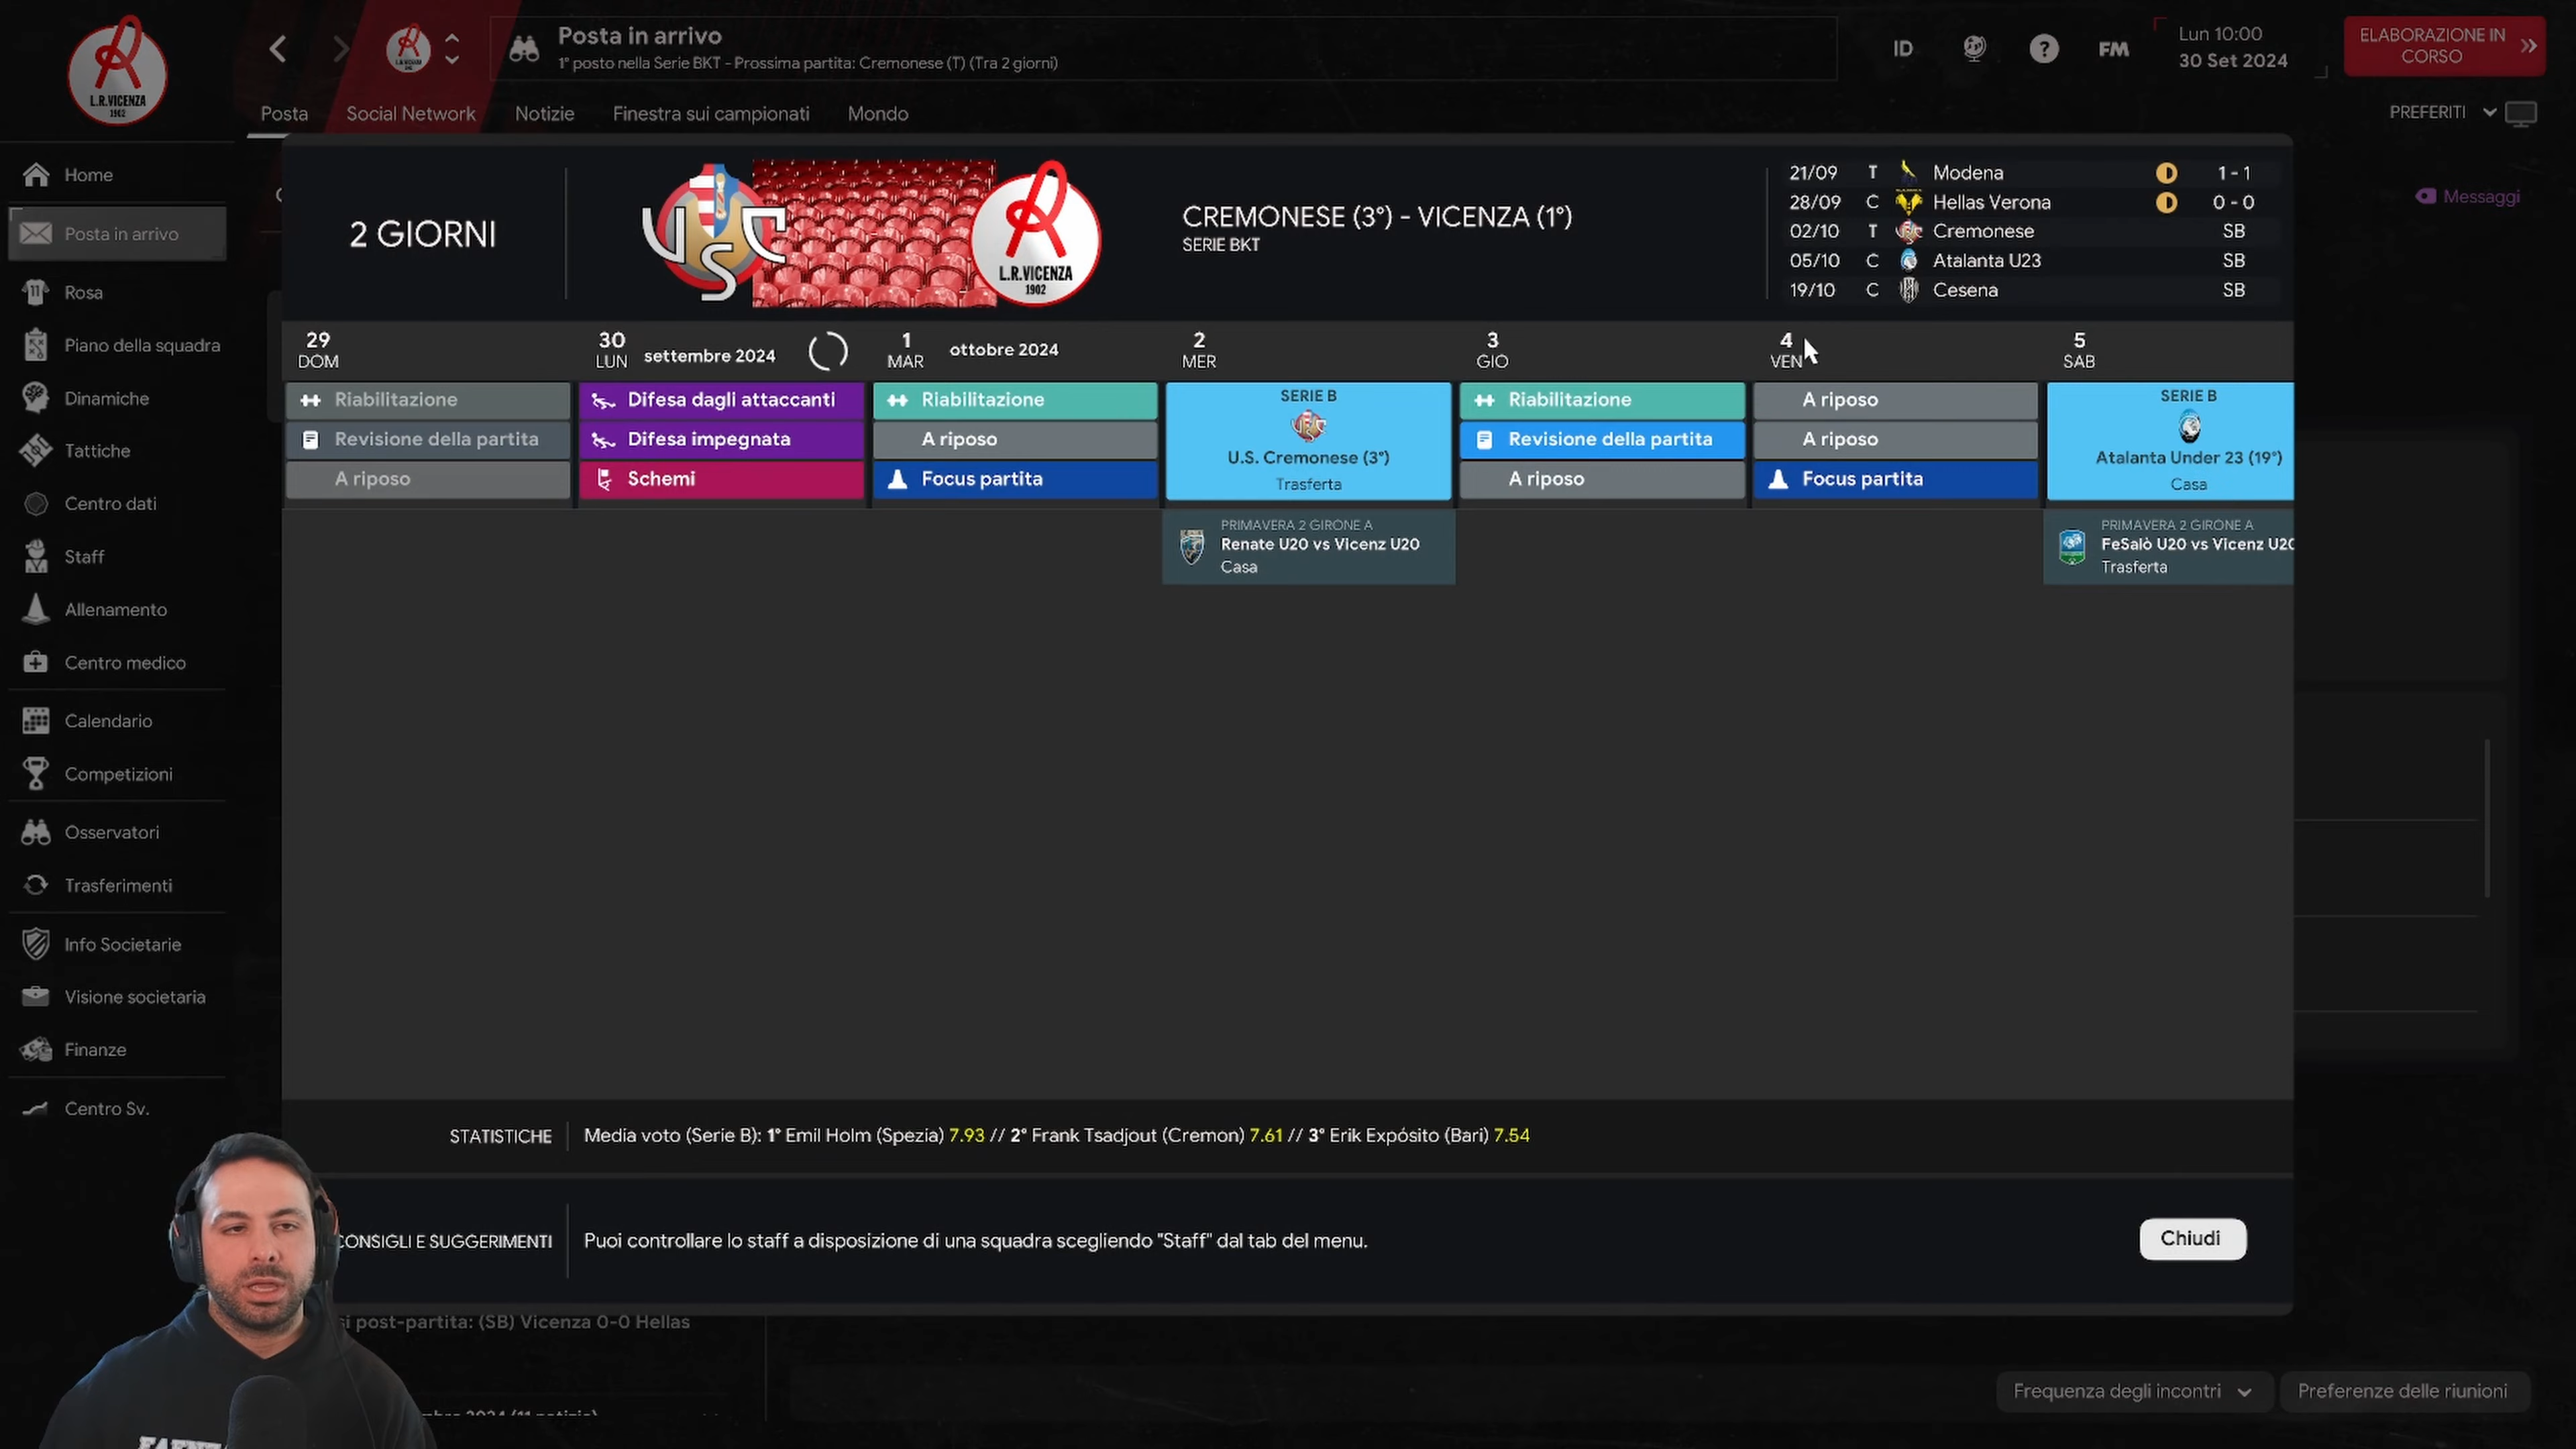 L.R.VICENZA
1902
Posta in arrivo
1° posto nella Serie BKT - Prossima partita: Cremonese (T) (Tra 2 giorni)
ID
?
FM
Lun 10:00
30 Set 2024
ELABORAZIONE IN
CORSO
Posta
Social Network
Notizie
Finestra sui campionati
Mondo
PREFERITI
Home
Posta in arrivo
Rosa
Piano della squadra
Dinamiche
Tattiche
Centro dati
Staff
Allenamento
Centro medico
Calendario
Competizioni
Osservatori
Trasferimenti
Info Societarie
Visione societaria
Finanze
Centro Sv.
Messaggi
2 GIORNI
USC
L.R.VICENZA
1902
CREMONESE (3°) - VICENZA (1°)
SERIE BKT
21/09 T Modena 1 - 1
28/09 C Hellas Verona 0 - 0
02/10 T Cremonese SB
05/10 C Atalanta U23 SB
19/10 C Cesena SB
29
DOM
30
LUN
settembre 2024
1
MAR
ottobre 2024
2
MER
3
GIO
4
VEN
5
SAB
Riabilitazione
Revisione della partita
A riposo
Difesa dagli attaccanti
Difesa impegnata
Schemi
Riabilitazione
A riposo
Focus partita
SERIE B
U.S. Cremonese (3°)
Trasferta
Riabilitazione
Revisione della partita
A riposo
A riposo
A riposo
Focus partita
SERIE B
Atalanta Under 23 (19°)
Casa
PRIMAVERA 2 GIRONE A
Renate U20 vs Vicenz U20
Casa
PRIMAVERA 2 GIRONE A
FeSalò U20 vs Vicenz U20
Trasferta
STATISTICHE
Media voto (Serie B): 1° Emil Holm (Spezia) 7.93 // 2° Frank Tsadjout (Cremon) 7.61 // 3° Erik Expósito (Bari) 7.54
CONSIGLI E SUGGERIMENTI
Puoi controllare lo staff a disposizione di una squadra scegliendo "Staff" dal tab del menu.
Chiudi
si post-partita: (SB) Vicenza 0-0 Hellas
Frequenza degli incontri
Preferenze delle riunioni